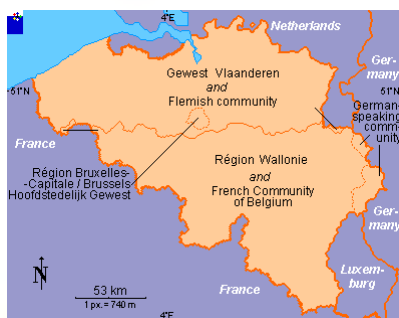 4°E
Netherlands
Ger-
many
51°N
51°N
Gewest Vlaanderen
and
Flemish community
German-
speaking
comm-
unity
France
Région Bruxelles-
-Capitale / Brussels
Hoofdstedelijk Gewest
Région Wallonie
and
French Community
of Belgium
Ger-
many
N
53 km
1 px. = 740 m
France
Luxem-
burg
4°E